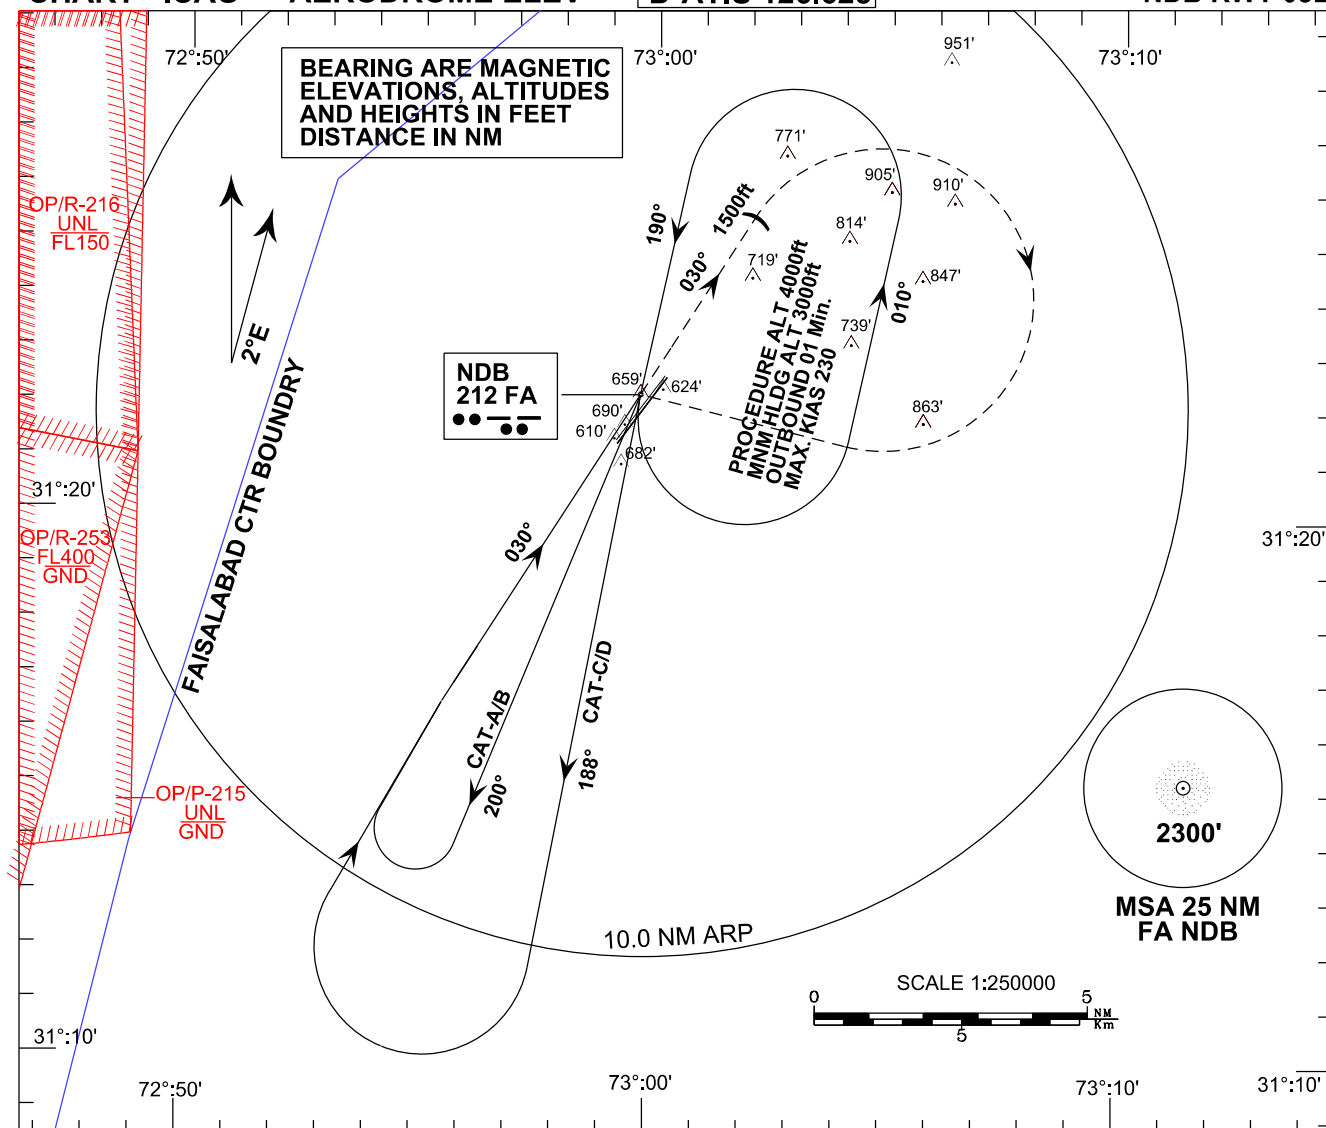 72°:50'
73°:00'
73°:10'
951'
BEARING ARE MAGNETIC
ELEVATIONS, ALTITUDES
AND HEIGHTS IN FEET
DISTANCE IN NM
771'
905'
910'
OP/R-216
UNL
FL150
190°
1500ft
814'
030°
719'
847'
010°
2°E
739'
PROCEDURE ALT 4000ft
MNM HLDG ALT 3000ft
OUTBOUND 01 Min.
MAX. KIAS 230
NDB
212 FA
659'
624'
690'
610'
682'
863'
FAISALABAD CTR BOUNDRY
31°:20'
31°:20'
OP/R-253
FL400
GND
030°
CAT-A/B
200°
CAT-C/D
188°
OP/P-215
UNL
GND
2300'
MSA 25 NM
FA NDB
10.0 NM ARP
SCALE 1:250000
0
5
NM
Km
5
31°:10'
31°:10'
72°:50'
73°:00'
73°:10'